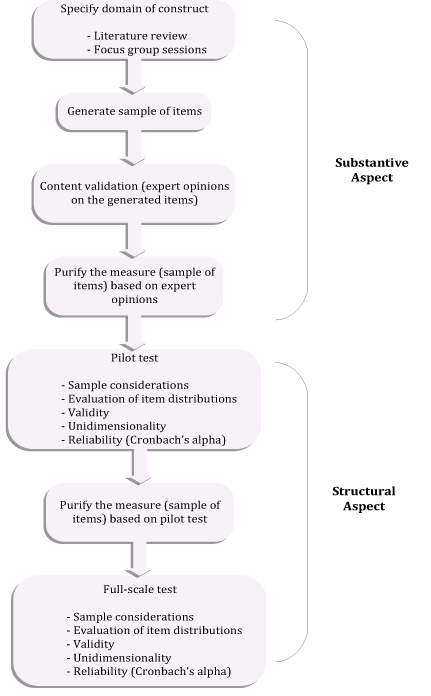 Specify domain of construct
- Literature review
- Focus group sessions
Generate sample of items
Content validation (expert opinions
on the generated items)
Purify the measure (sample of
items) based on expert
opinions
Substantive
Aspect
Pilot test
- Sample considerations
- Evaluation of item distributions
- Validity
- Unidimensionality
- Reliability (Cronbach's alpha)
Purify the measure (sample of
items) based on pilot test
Full-scale test
- Sample considerations
- Evaluation of item distributions
- Validity
- Unidimensionality
- Reliability (Cronbach's alpha)
Structural
Aspect